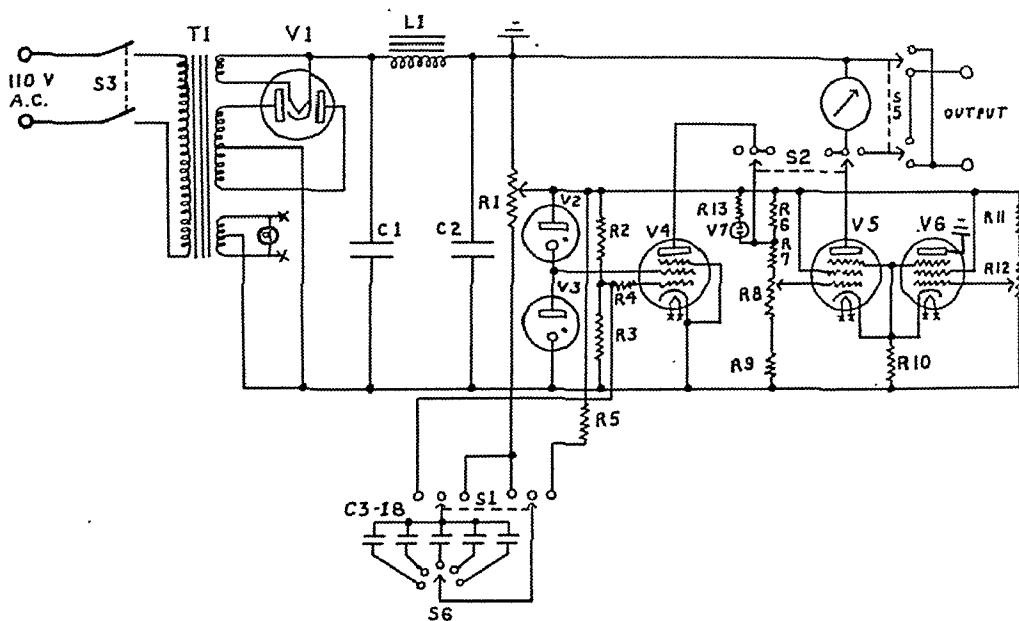 T1
V1
L1
110 V
A.C.
S3
S5
OUTPUT
S2
R1
V2
R13
V7
R6
R7
V5
V6
R11
C1
C2
R2
V4
R8
R12
V3
R4
R3
R9
R10
R5
S1
C3-18
S6
X
X
X X
X X
X X